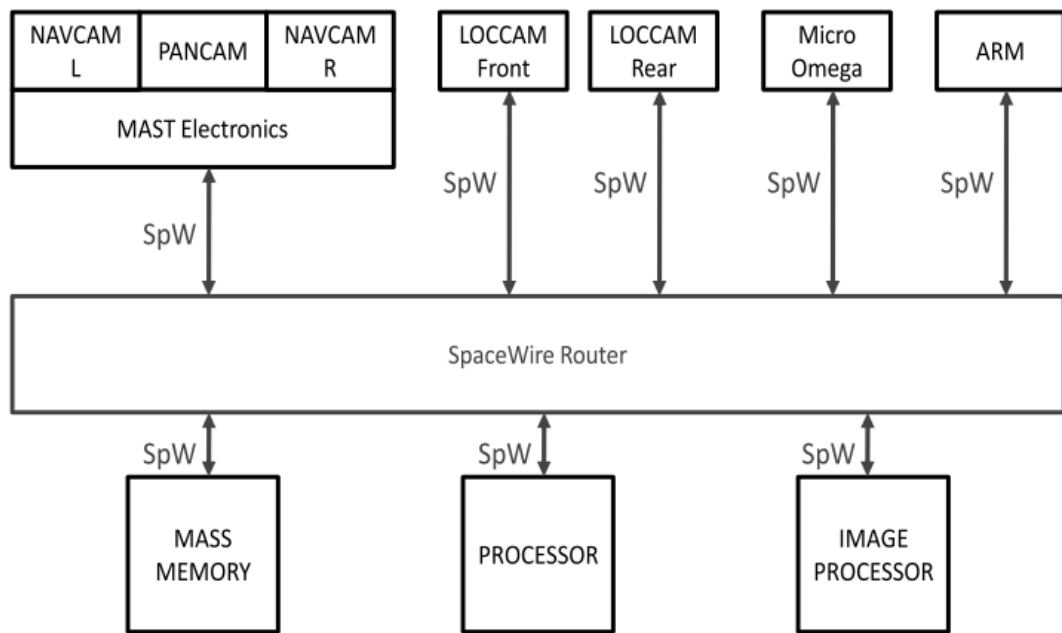 NAVCAM
L
PANCAM
NAVCAM
R
LOCCAM
Front
LOCCAM
Rear
Micro
Omega
ARM
MAST Electronics
SpW
SpW
SpW
SpW
SpW
SpaceWire Router
SpW
SpW
SpW
MASS
MEMORY
PROCESSOR
IMAGE
PROCESSOR